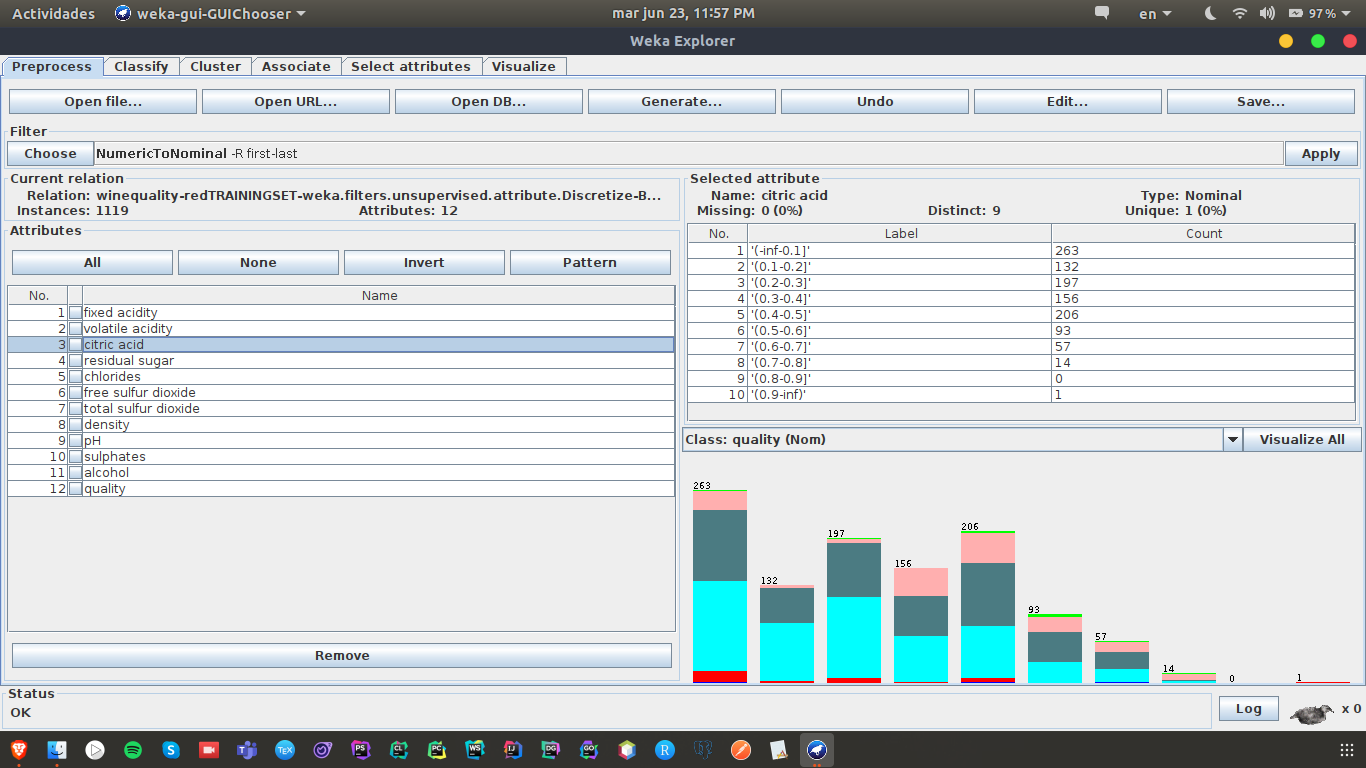 Actividades weka-gui-GUIChooser mar jun 23, 11:57 PM en 97%
Weka Explorer
Preprocess Classify Cluster Associate Select attributes Visualize
Open file... Open URL... Open DB... Generate... Undo Edit... Save...
Filter
Choose NumericToNominal -R first-last Apply
Current relation
Relation: winequality-redTRAININGSET-weka.filters.unsupervised.attribute.Discretize-B...
Instances: 1119 Attributes: 12
Attributes
All None Invert Pattern
No. Name
1 fixed acidity
2 volatile acidity
3 citric acid
4 residual sugar
5 chlorides
6 free sulfur dioxide
7 total sulfur dioxide
8 density
9 pH
10 sulphates
11 alcohol
12 quality
Remove
Selected attribute
Name: citric acid Type: Nominal
Missing: 0 (0%) Distinct: 9 Unique: 1 (0%)
No. Label Count
1 '(-inf-0.1]' 263
2 '(0.1-0.2]' 132
3 '(0.2-0.3]' 197
4 '(0.3-0.4]' 156
5 '(0.4-0.5]' 206
6 '(0.5-0.6]' 93
7 '(0.6-0.7]' 57
8 '(0.7-0.8]' 14
9 '(0.8-0.9]' 0
10 '(0.9-inf)' 1
Class: quality (Nom) Visualize All
263
132
197
156
206
93
57
14
0
1
Status
OK
Log x 0
S T TEX PS CL PC WS IJ DG GO R